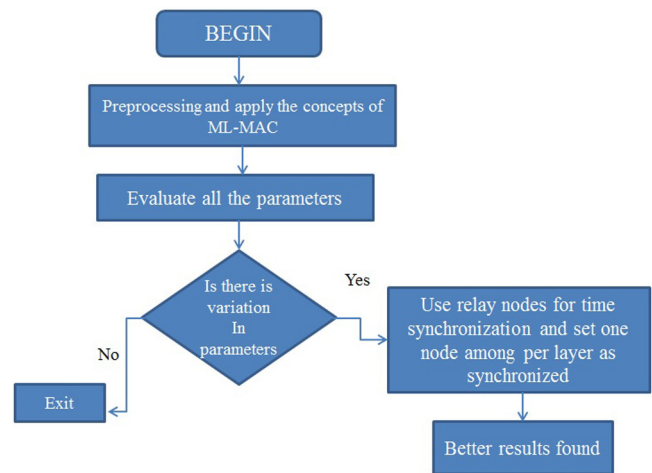 BEGIN
Preprocessing and apply the concepts of
ML-MAC
Evaluate all the parameters
Is there is
variation
In
parameters
Yes
No
Use relay nodes for time
synchronization and set one
node among per layer as
synchronized
Exit
Better results found